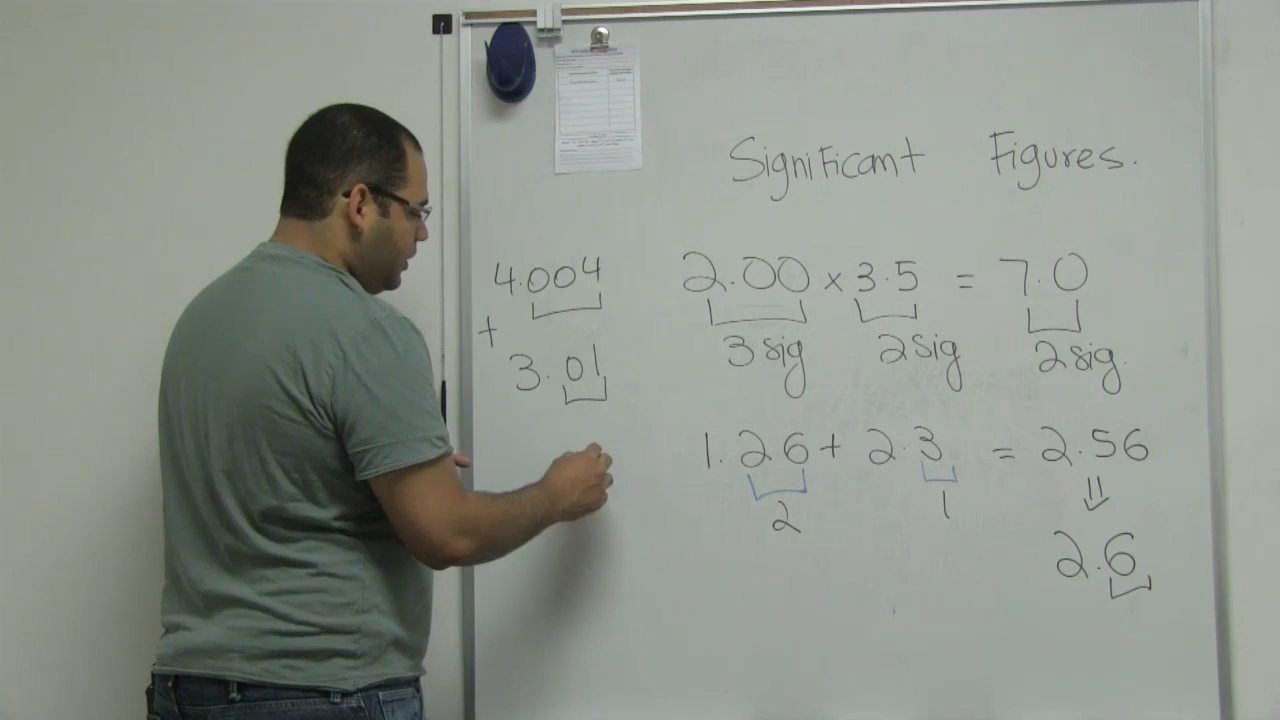 Significant Figures.
4.004
+
3.01
2.00 x 3.5 = 7.0
3 sig 2 sig 2 sig.
1.26 + 2.3 = 2.56
2 1
2.6